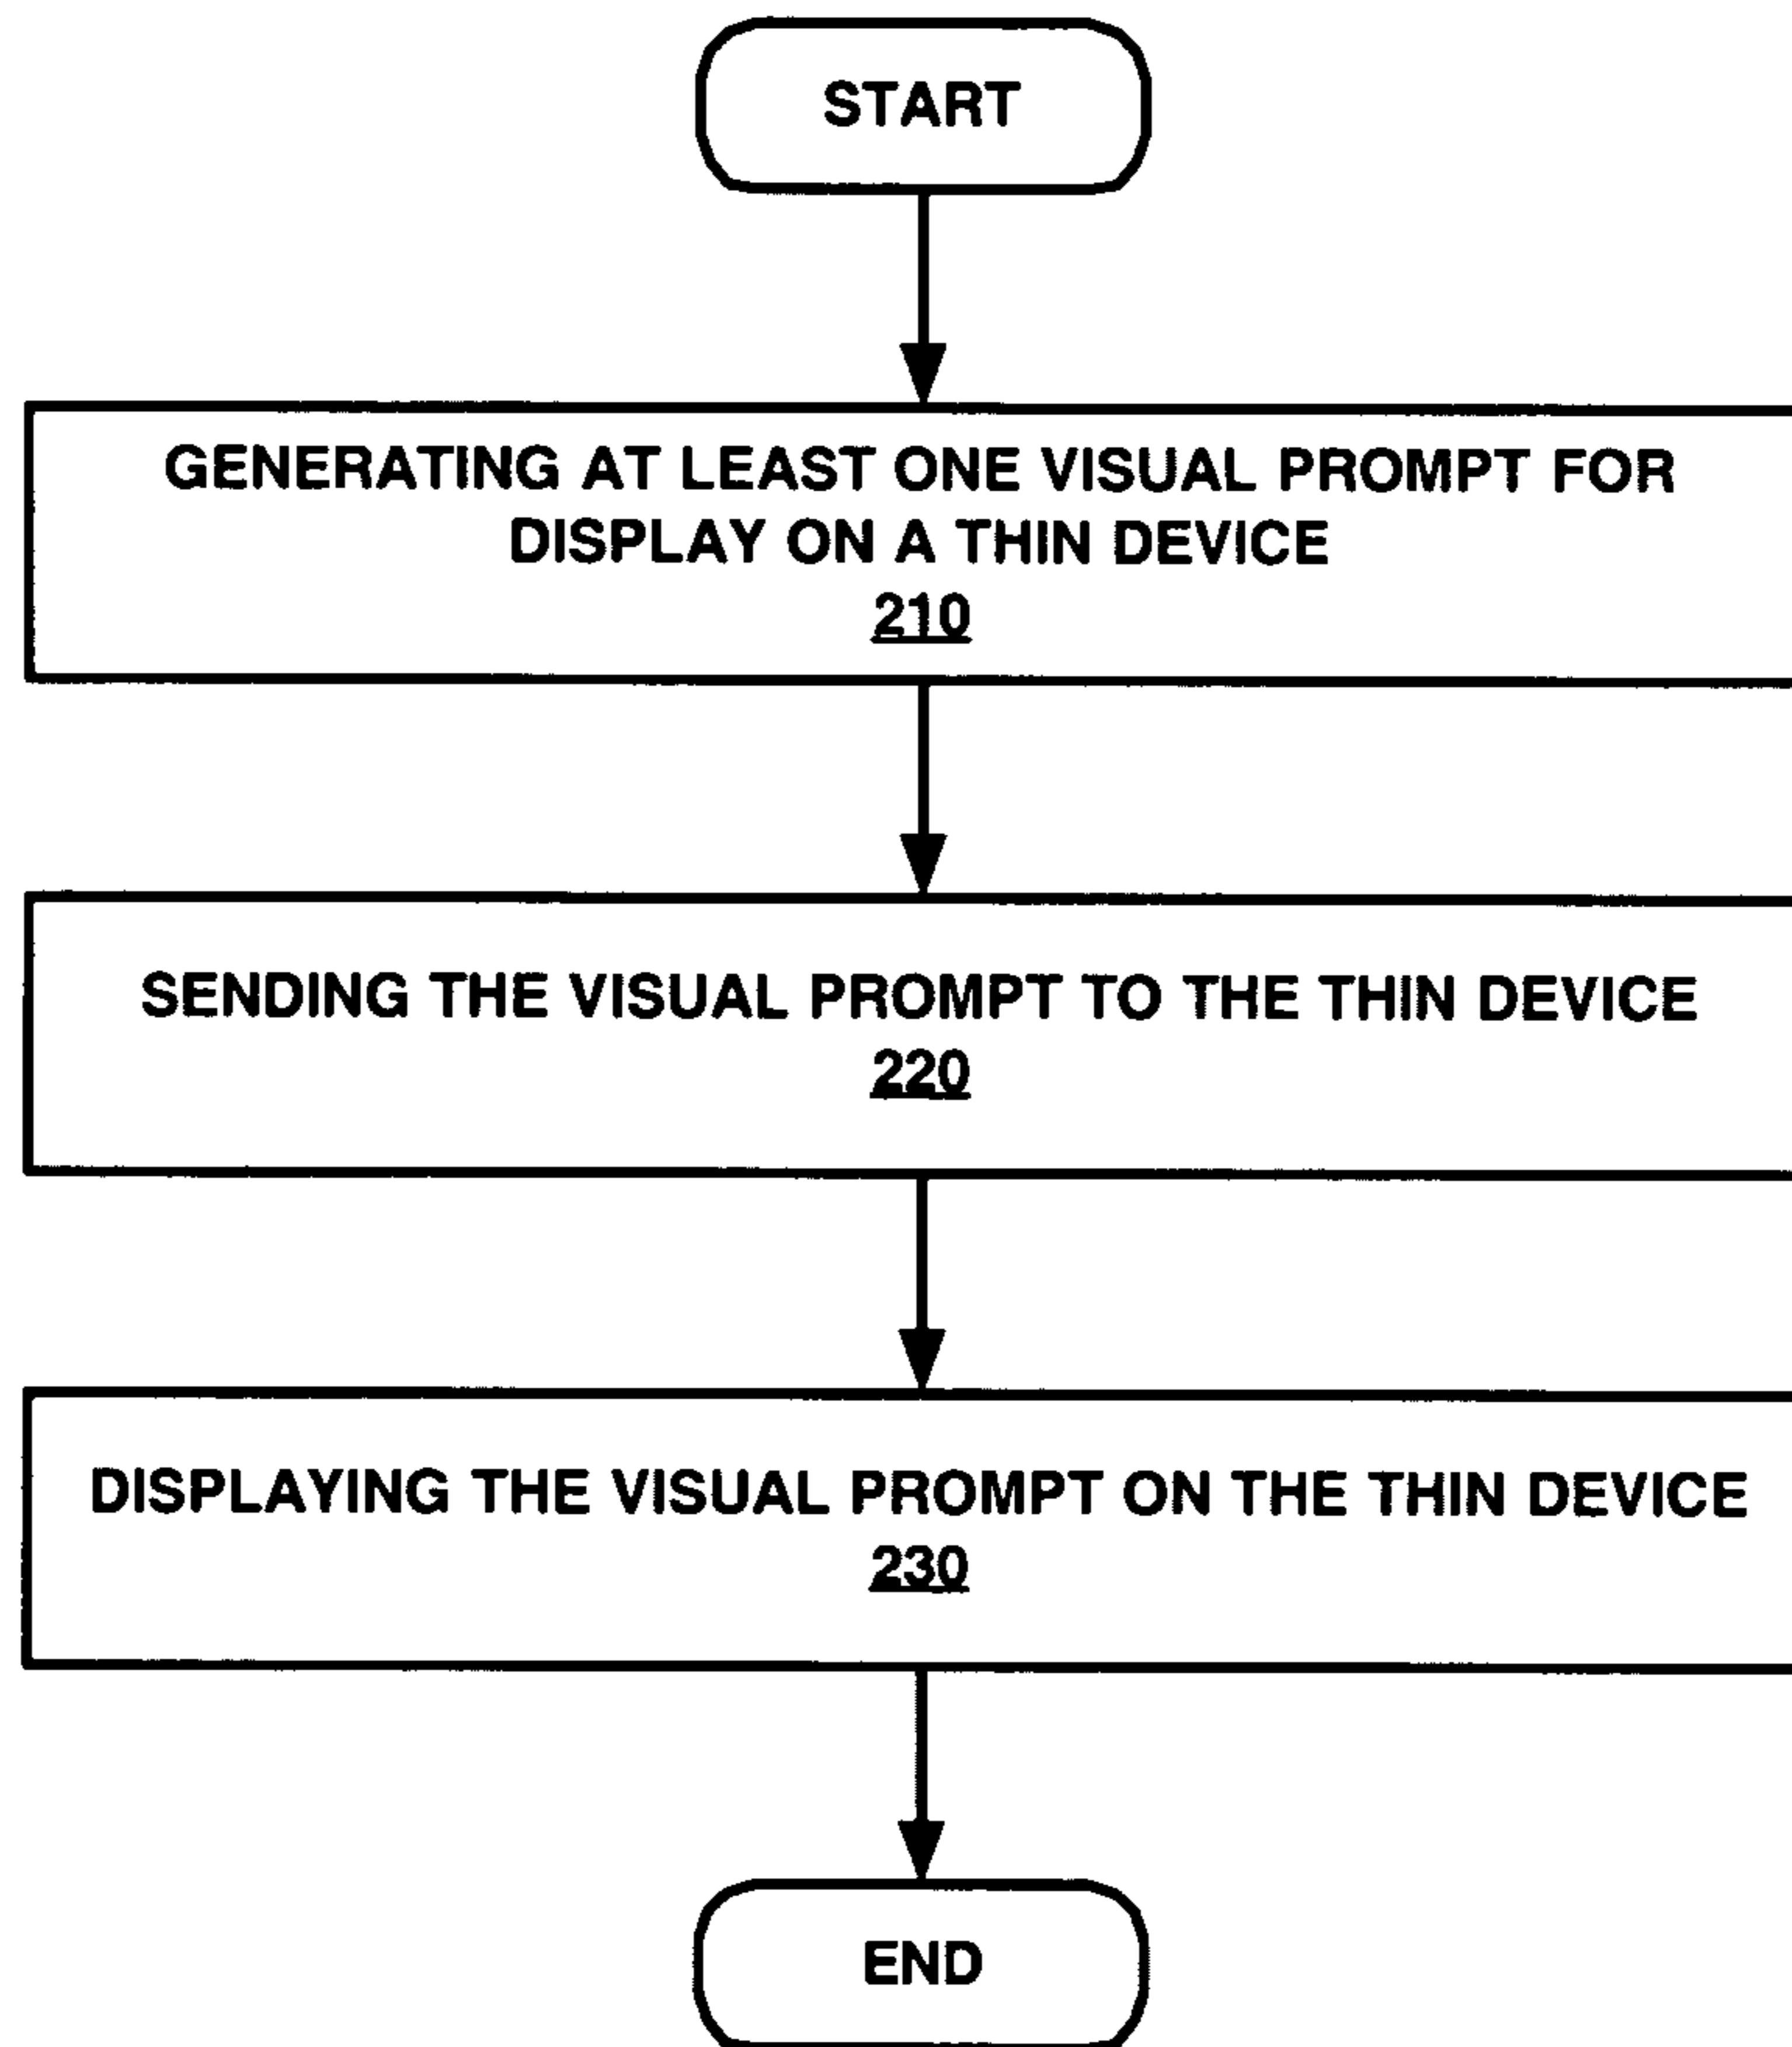 START
GENERATING AT LEAST ONE VISUAL PROMPT FOR
DISPLAY ON A THIN DEVICE
210
SENDING THE VISUAL PROMPT TO THE THIN DEVICE
220
DISPLAYING THE VISUAL PROMPT ON THE THIN DEVICE
230
END